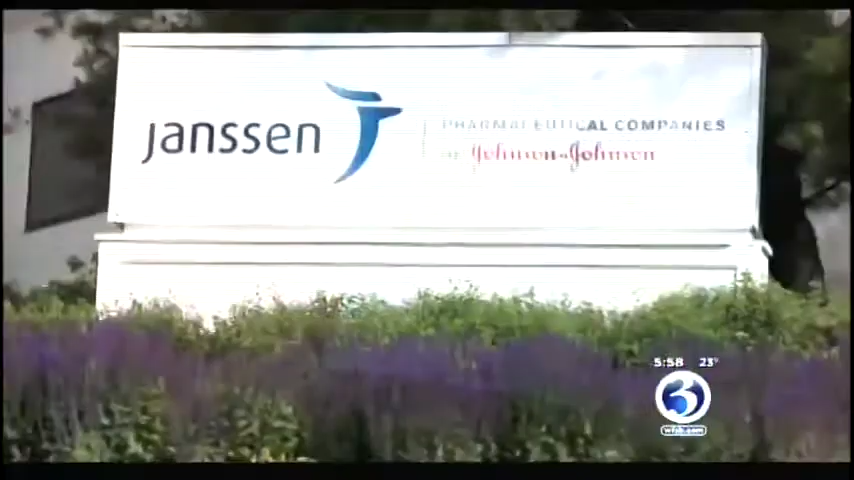 janssen
PHARMACEUTICAL COMPANIES
OF Johnson & Johnson
5:58 23°
3
wfsb.com